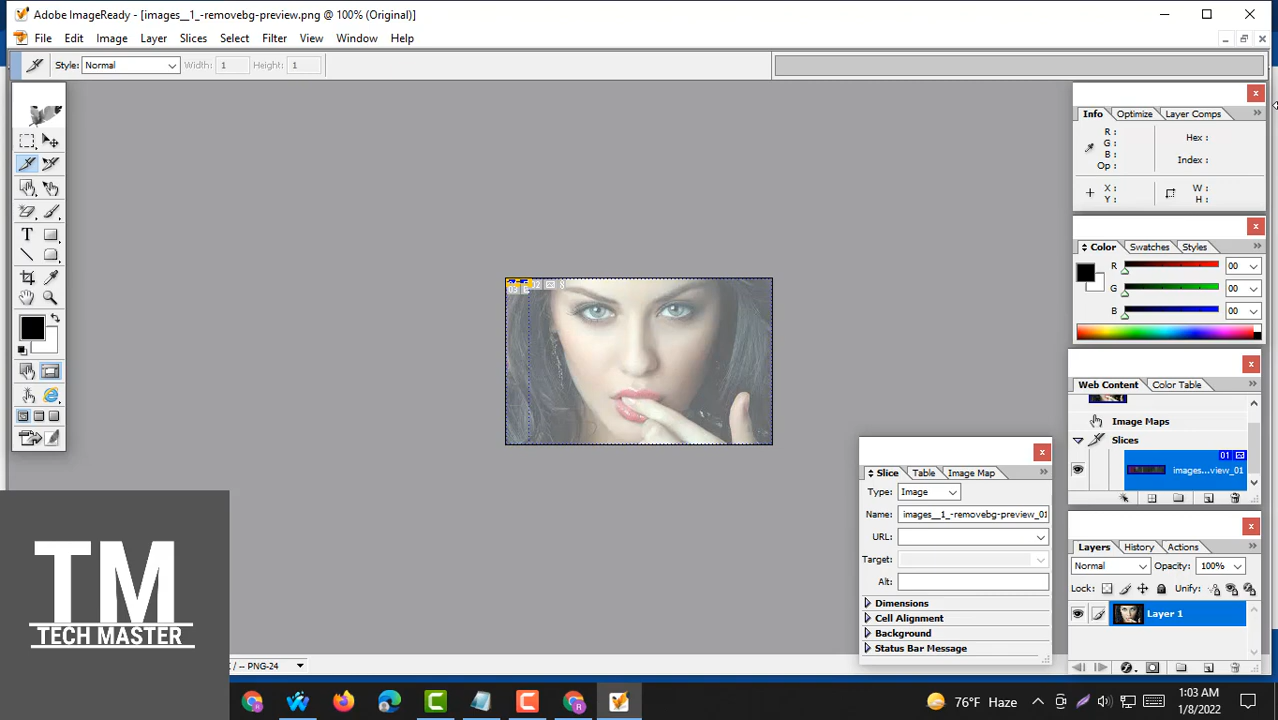 Adobe ImageReady - [images__1_-removebg-preview.png @ 100% (Original)]
File Edit Image Layer Slices Select Filter View Window Help
Style: Normal Width: 1 Height: 1
Info Optimize Layer Comps
R : Hex :
G :
B : Index :
Op :
X : W :
Y : H :
Color Swatches Styles
R 00
G 00
B 00
Web Content Color Table
Image Maps
Slices
01
images...view_01
02
03
Slice Table Image Map
Type: Image
Name: images__1_-removebg-preview_01
URL:
Target:
Alt:
Dimensions
Cell Alignment
Background
Status Bar Message
Layers History Actions
Normal Opacity: 100%
Lock: Unify:
Layer 1
TM
TECH MASTER
/ -- PNG-24
76°F Haze
1:03 AM
1/8/2022